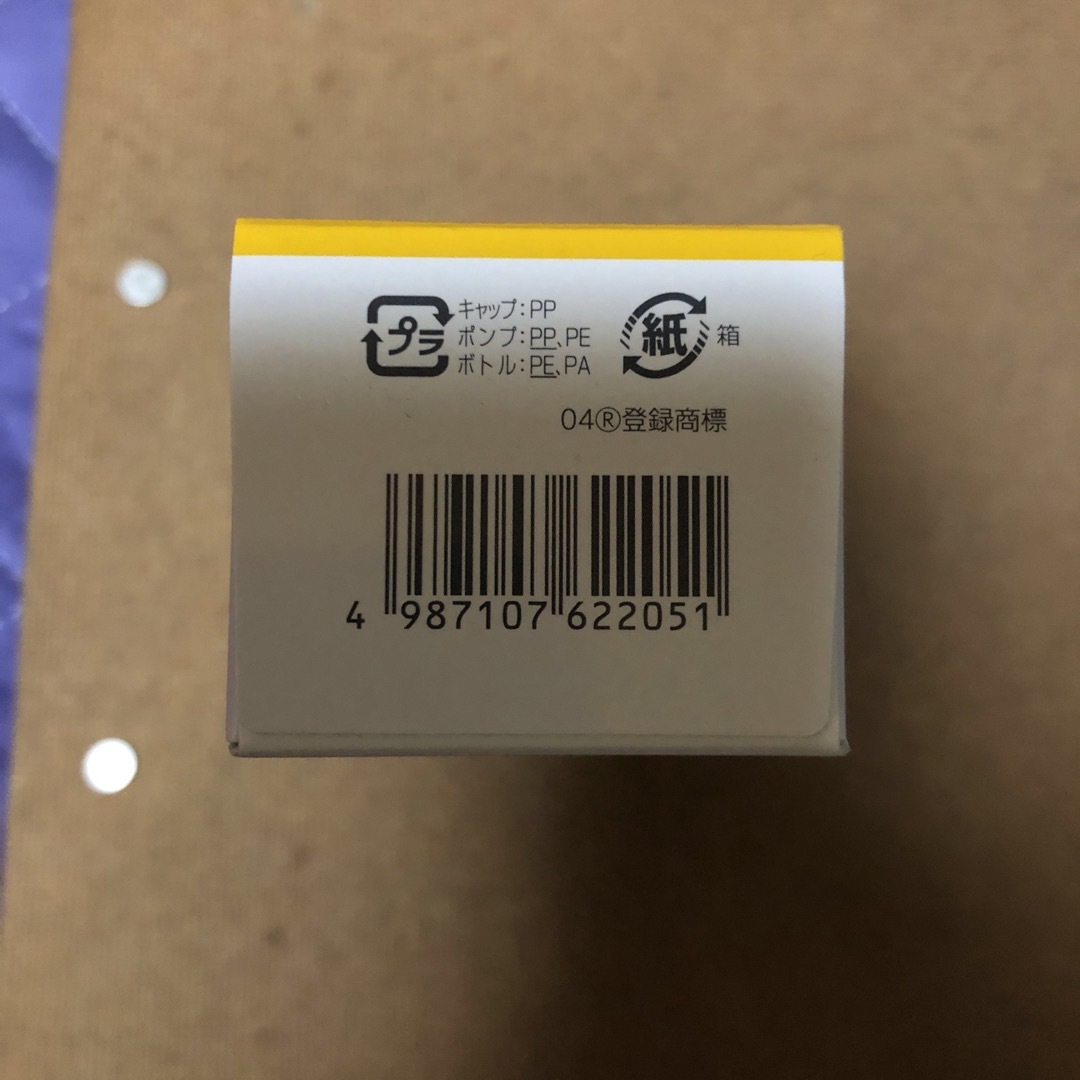 プラ
キャップ:PP
ポンプ:PP、PE
ボトル:PE、PA
紙
箱
04®登録商標
4 987107 622051